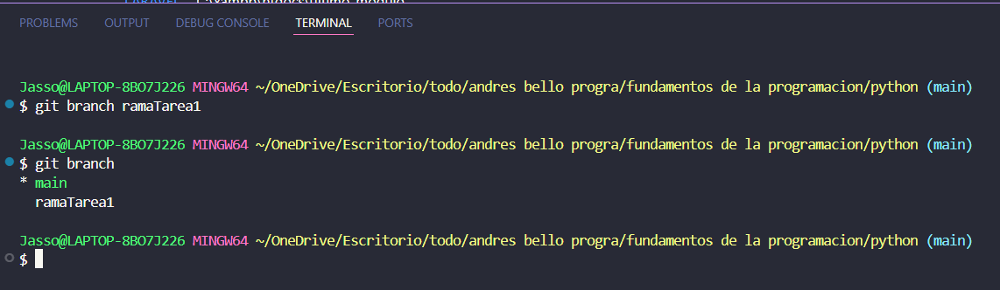 PROBLEMS OUTPUT DEBUG CONSOLE TERMINAL PORTS
Jasso@LAPTOP-8BO7J226 MINGW64 ~/OneDrive/Escritorio/todo/andres bello progra/fundamentos de la programacion/python (main)
$ git branch ramaTarea1
Jasso@LAPTOP-8BO7J226 MINGW64 ~/OneDrive/Escritorio/todo/andres bello progra/fundamentos de la programacion/python (main)
$ git branch
* main
ramaTarea1
Jasso@LAPTOP-8BO7J226 MINGW64 ~/OneDrive/Escritorio/todo/andres bello progra/fundamentos de la programacion/python (main)
$